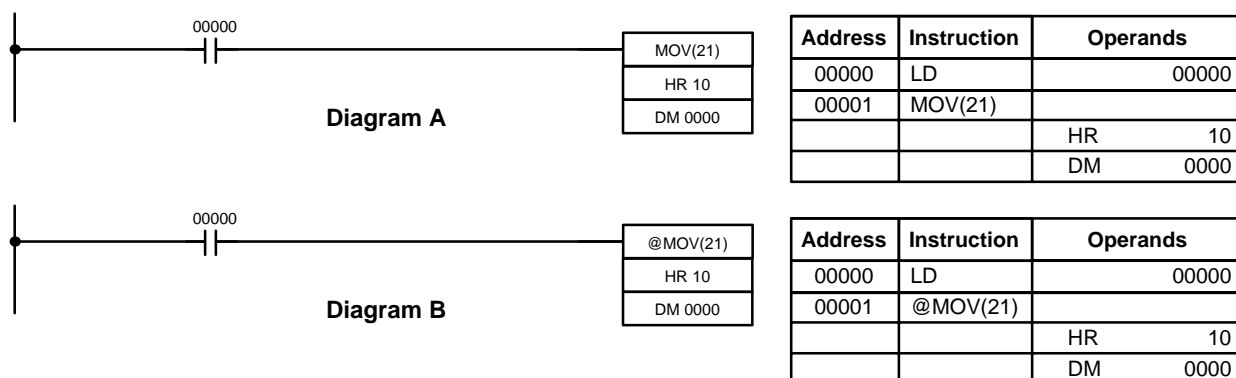 00000
MOV(21)
HR 10
DM 0000
Diagram A
Address Instruction Operands
00000 LD 00000
00001 MOV(21)
HR 10
DM 0000
00000
@MOV(21)
HR 10
DM 0000
Diagram B
Address Instruction Operands
00000 LD 00000
00001 @MOV(21)
HR 10
DM 0000